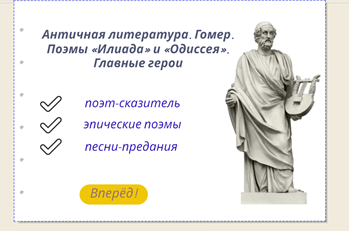 Античная литература. Гомер.
Поэмы «Илиада» и «Одиссея».
Главные герои
поэт-сказитель
эпические поэмы
песни-предания
Вперёд!